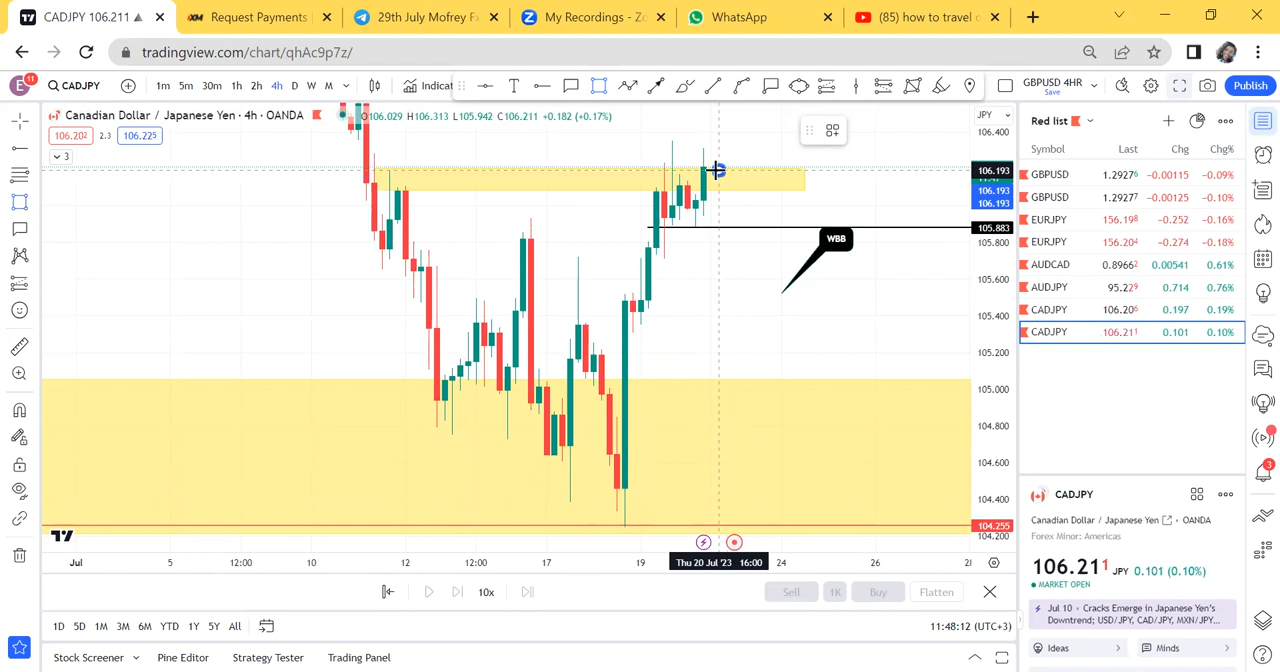 CADJPY 106.211 ▲
Request Payments
29th July Mofrey Fx
My Recordings - Zo
WhatsApp
(85) how to travel
tradingview.com/chart/qhAc9p7z/
E 11
CADJPY
1m 5m 30m 1h 2h 4h D W M
Indicat
GBPUSD 4HR
Save
Publish
Canadian Dollar / Japanese Yen · 4h · OANDA
O106.029 H106.313 L105.942 C106.211 +0.182 (+0.17%)
106.202 2.3 106.225
3
JPY
106.400
106.193
106.193
106.193
105.883
105.800
105.600
105.400
105.200
105.000
104.800
104.600
104.400
104.255
104.200
WBB
Jul 5 12:00 10 12 12:00 17 19 Thu 20 Jul '23 16:00 24 26
10x
Sell 1K Buy Flatten
1D 5D 1M 3M 6M YTD 1Y 5Y All
11:48:12 (UTC+3)
Stock Screener Pine Editor Strategy Tester Trading Panel
Red list
Symbol Last Chg Chg%
GBPUSD 1.29276 -0.00115 -0.09%
GBPUSD 1.29277 -0.00125 -0.10%
EURJPY 156.198 -0.252 -0.16%
EURJPY 156.204 -0.274 -0.18%
AUDCAD 0.89662 0.00541 0.61%
AUDJPY 95.229 0.714 0.76%
CADJPY 106.206 0.197 0.19%
CADJPY 106.211 0.101 0.10%
CADJPY
Canadian Dollar / Japanese Yen · OANDA
Forex Minor: Americas
106.211 JPY 0.101 (0.10%)
MARKET OPEN
Jul 10 · Cracks Emerge in Japanese Yen's
Downtrend; USD/JPY, CAD/JPY, MXN/JPY...
Ideas
Minds
3